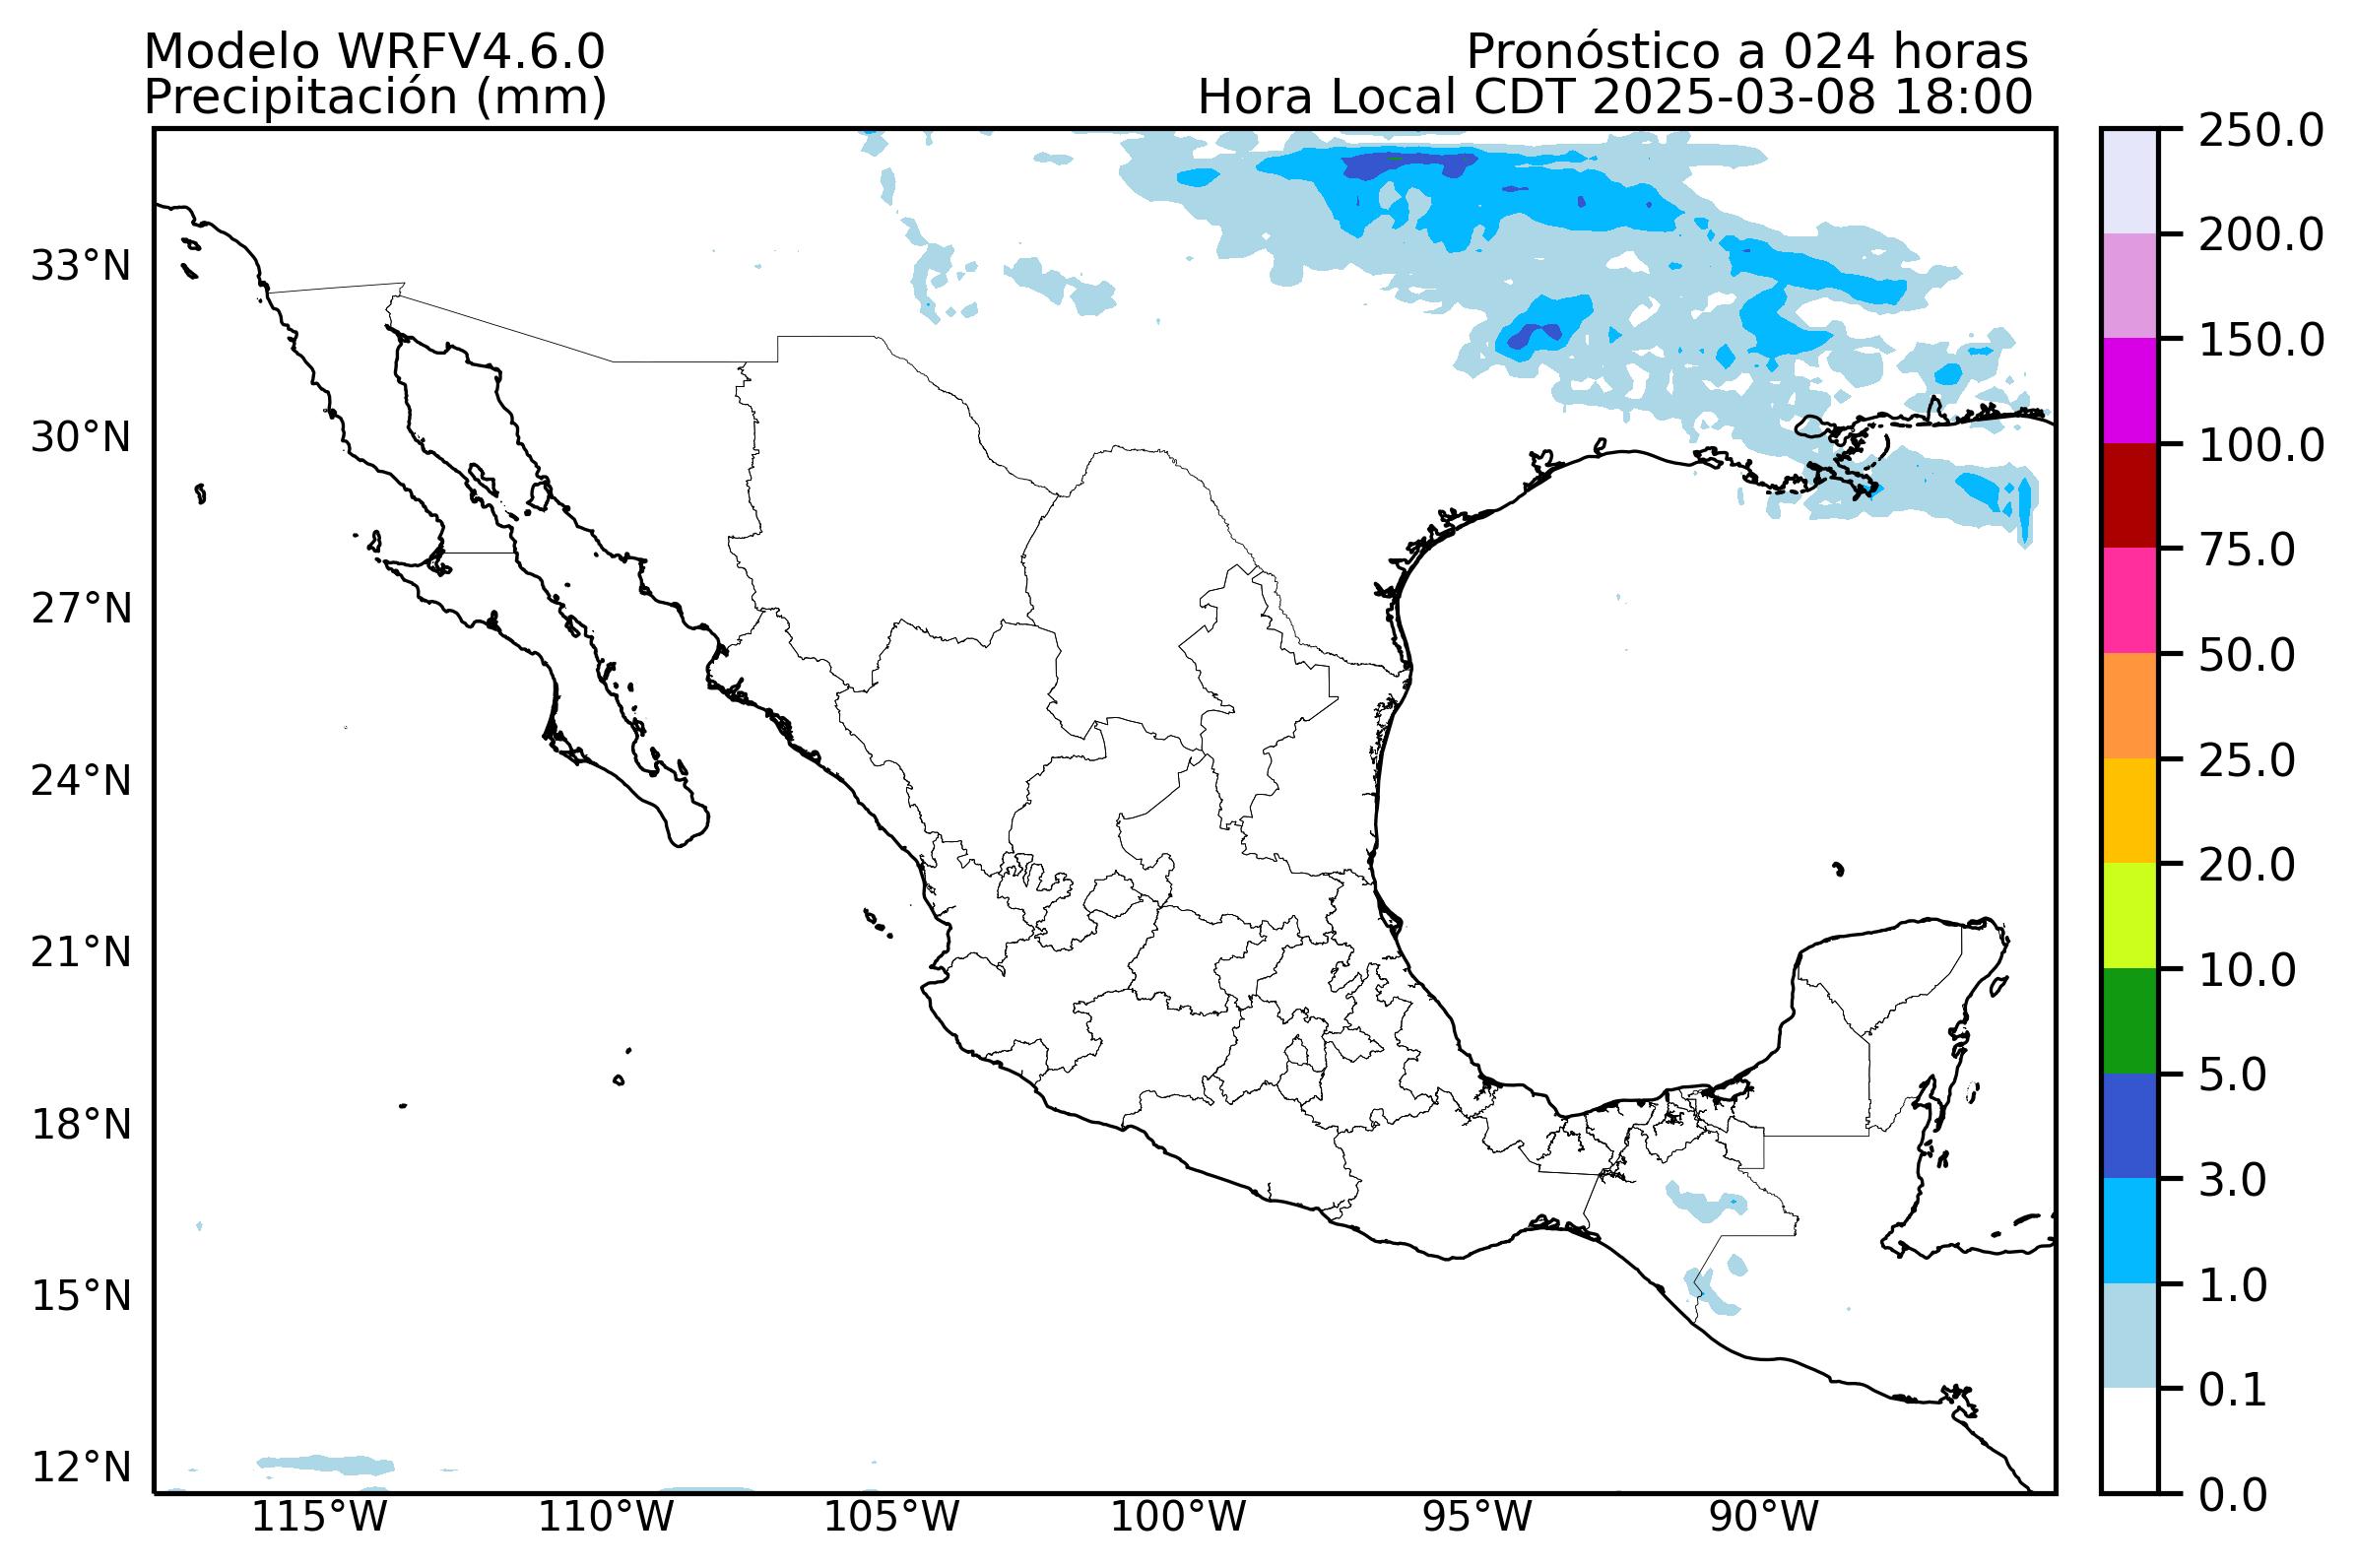 Modelo WRFV4.6.0
Pronóstico a 024 horas
Precipitación (mm)
Hora Local CDT 2025-03-08 18:00
33°N
30°N
27°N
24°N
21°N
18°N
15°N
12°N
115°W
110°W
105°W
100°W
95°W
90°W
250.0
200.0
150.0
100.0
75.0
50.0
25.0
20.0
10.0
5.0
3.0
1.0
0.1
0.0